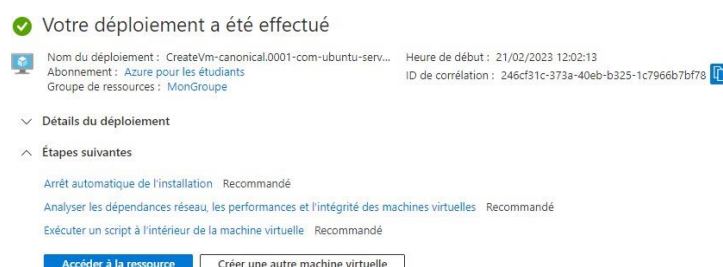 Votre déploiement a été effectué
Nom du déploiement : CreateVm-canonical.0001-com-ubuntu-serv...
Heure de début : 21/02/2023 12:02:13
Abonnement : Azure pour les étudiants
ID de corrélation : 246cf31c-373a-40eb-b325-1c7966b7bf78
Groupe de ressources : MonGroupe
Détails du déploiement
Étapes suivantes
Arrêt automatique de l'installation Recommandé
Analyser les dépendances réseau, les performances et l'intégrité des machines virtuelles Recommandé
Exécuter un script à l'intérieur de la machine virtuelle Recommandé
Accéder à la ressource
Créer une autre machine virtuelle